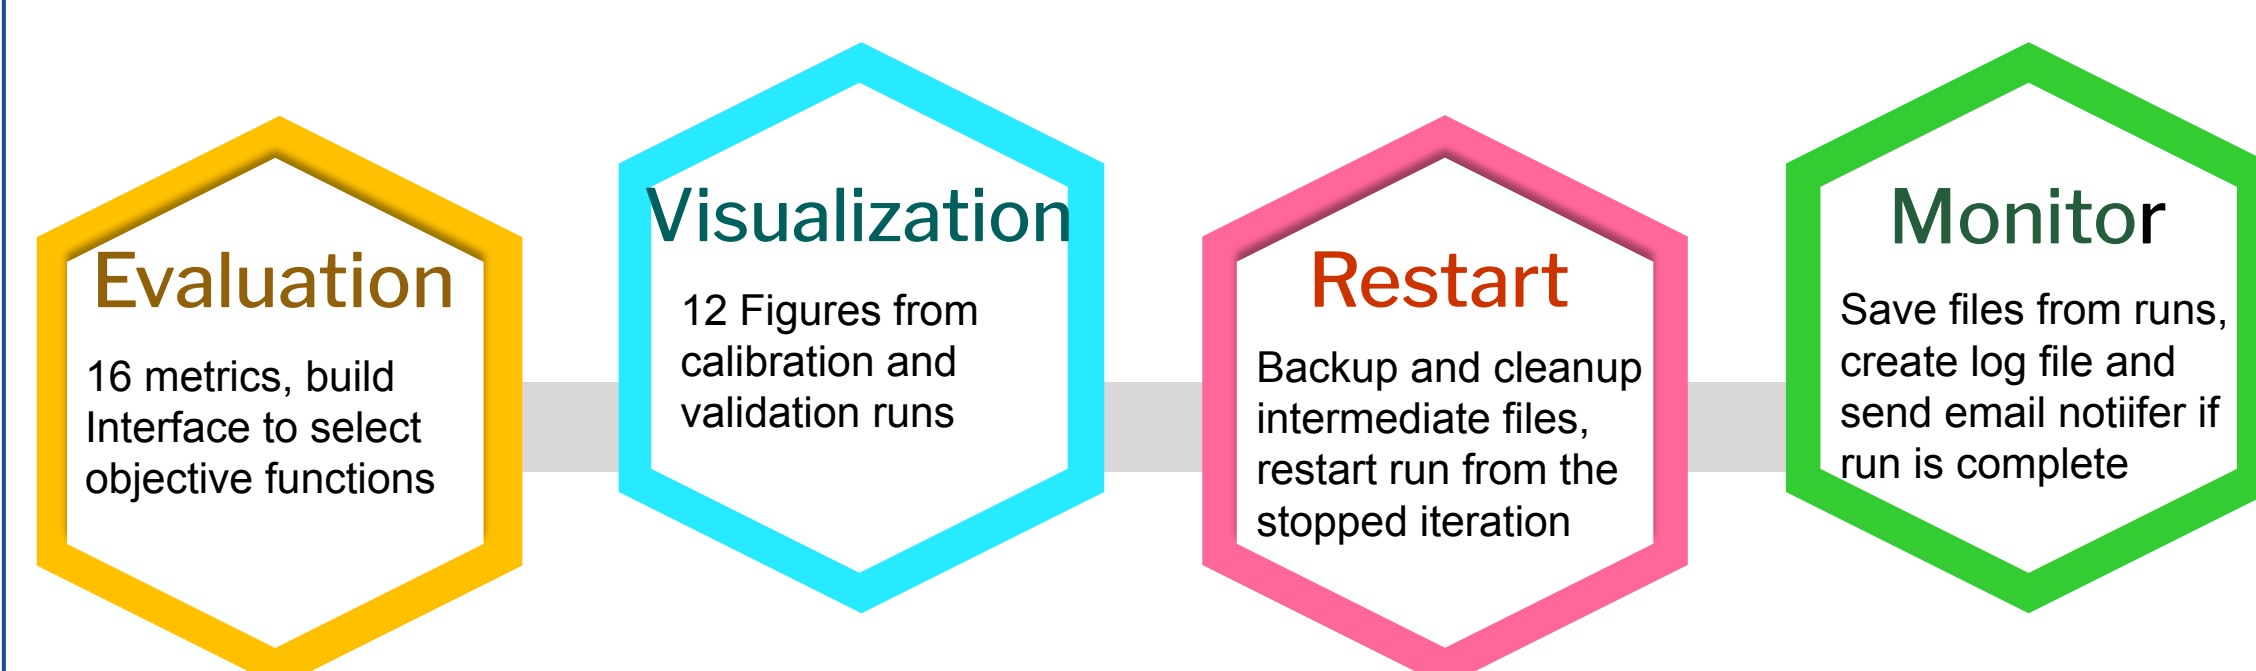 Evaluation
16 metrics, build
Interface to select
objective functions
Visualization
12 Figures from
calibration and
validation runs
Restart
Backup and cleanup
intermediate files,
restart run from the
stopped iteration
Monitor
Save files from runs,
create log file and
send email notiifer if
run is complete